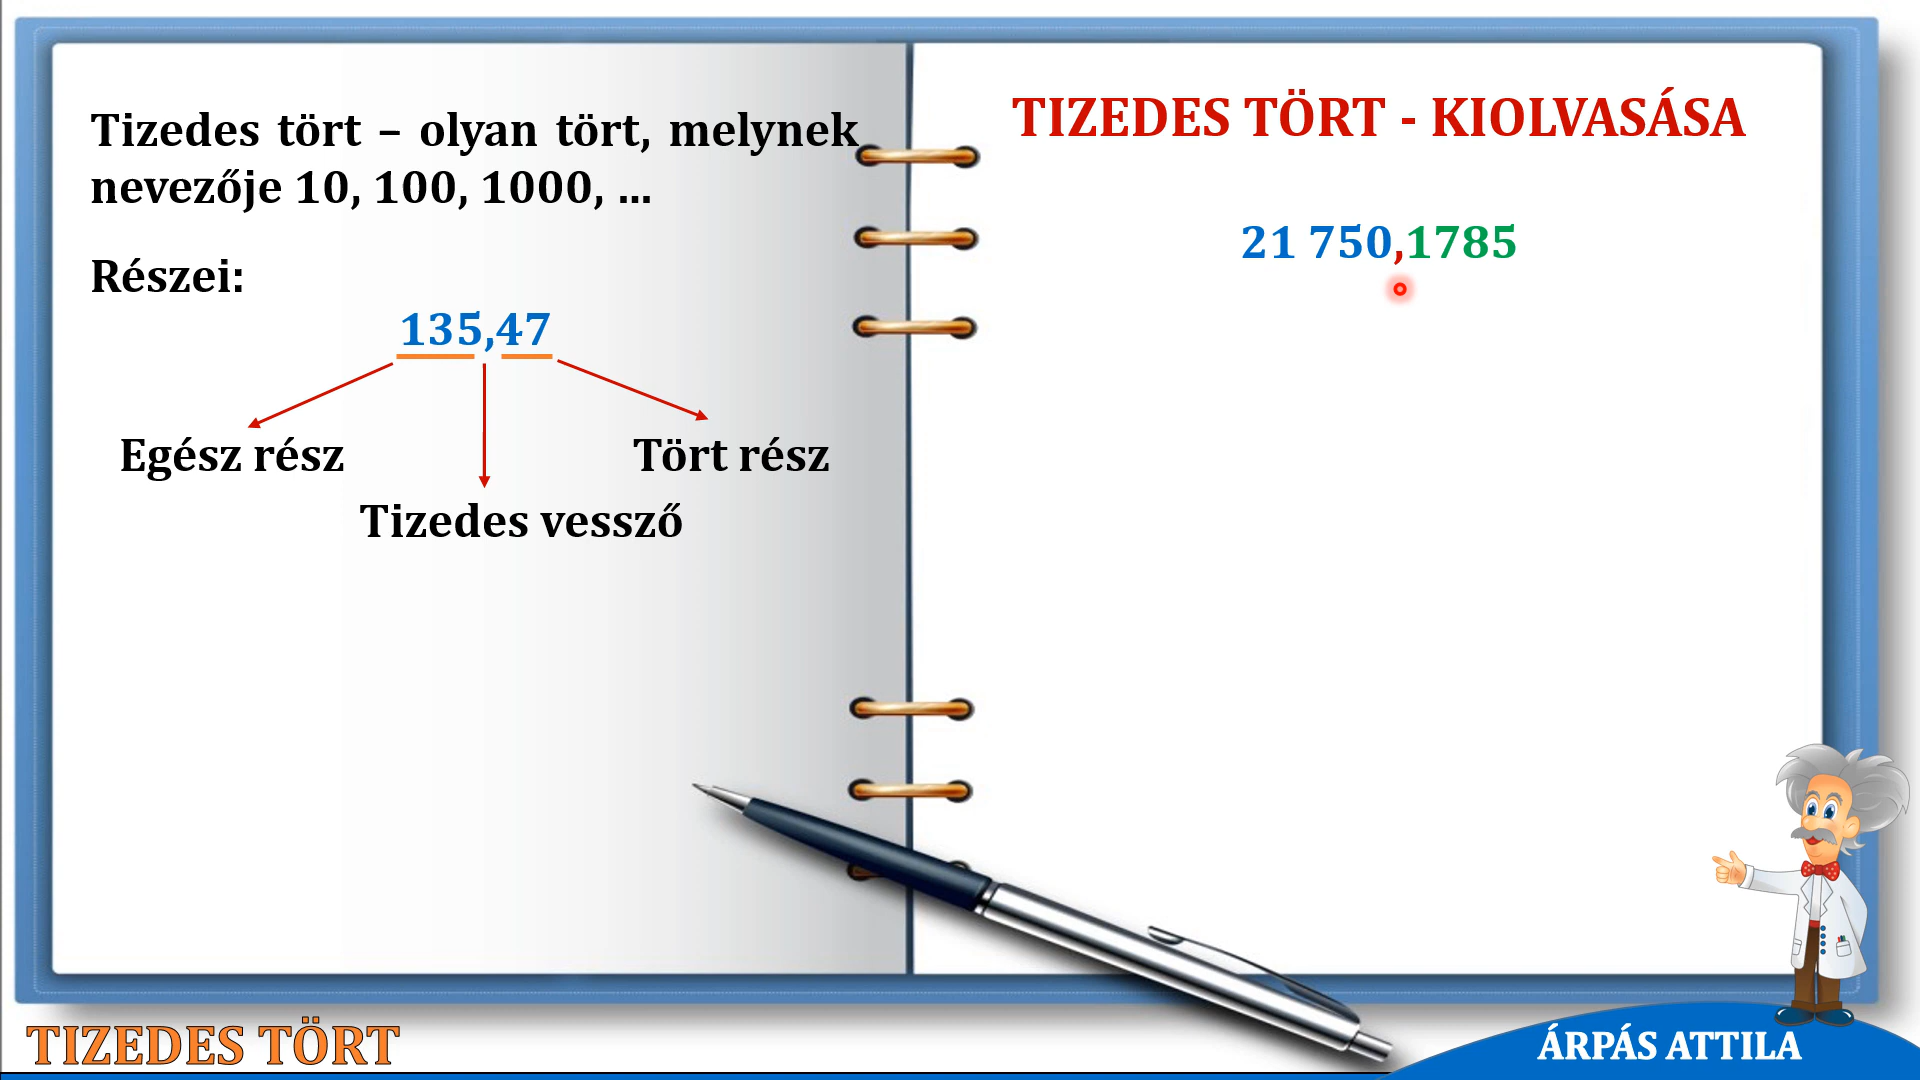 Tizedes tört – olyan tört, melynek
nevezője 10, 100, 1000, ...
Részei:
135,47
Egész rész
Tört rész
Tizedes vessző
TIZEDES TÖRT - KIOLVASÁSA
21 750,1785
TIZEDES TÖRT
ÁRPÁS ATTILA